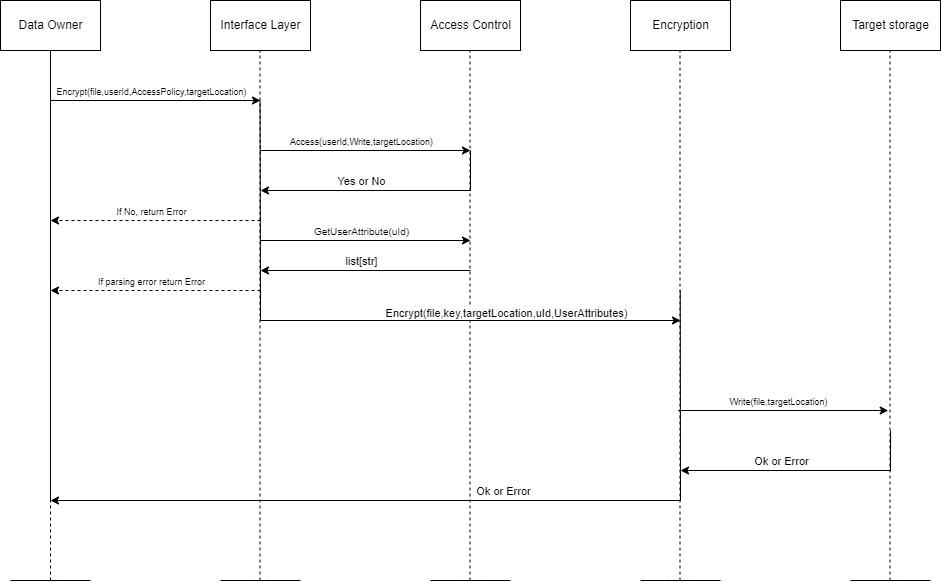 Data Owner
Interface Layer
Access Control
Encryption
Target storage
Encrypt(file,userId,AccessPolicy,targetLocation)
Access(userId,Write,targetLocation)
Yes or No
If No, return Error
GetUserAttribute(uId)
list[str]
If parsing error return Error
Encrypt(file,key,targetLocation,uId,UserAttributes)
Write(file,targetLocation)
Ok or Error
Ok or Error